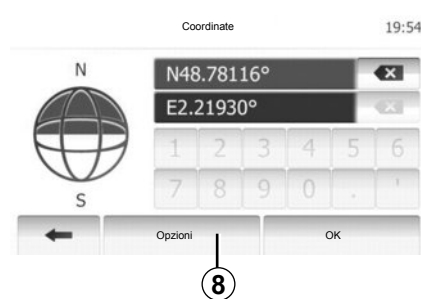 Coordinate 19:54
N
N48.78116°
E2.21930°
1 2 3 4 5 6
7 8 9 0 . '
S
Opzioni OK
8